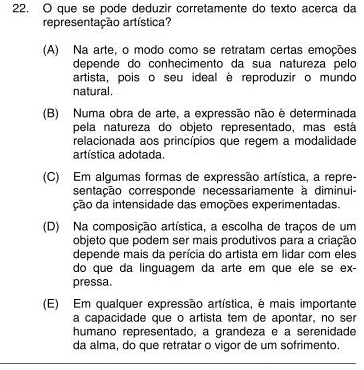 22. O que se pode deduzir corretamente do texto acerca da
representação artística?
(A) Na arte, o modo como se retratam certas emoções
depende do conhecimento da sua natureza pelo
artista, pois o seu ideal é reproduzir o mundo
natural.
(B) Numa obra de arte, a expressão não é determinada
pela natureza do objeto representado, mas está
relacionada aos princípios que regem a modalidade
artística adotada.
(C) Em algumas formas de expressão artística, a repre-
sentação corresponde necessariamente à diminui-
ção da intensidade das emoções experimentadas.
(D) Na composição artística, a escolha de traços de um
objeto que podem ser mais produtivos para a criação
depende mais da perícia do artista em lidar com eles
do que da linguagem da arte em que ele se ex-
pressa.
(E) Em qualquer expressão artística, é mais importante
a capacidade que o artista tem de apontar, no ser
humano representado, a grandeza e a serenidade
da alma, do que retratar o vigor de um sofrimento.